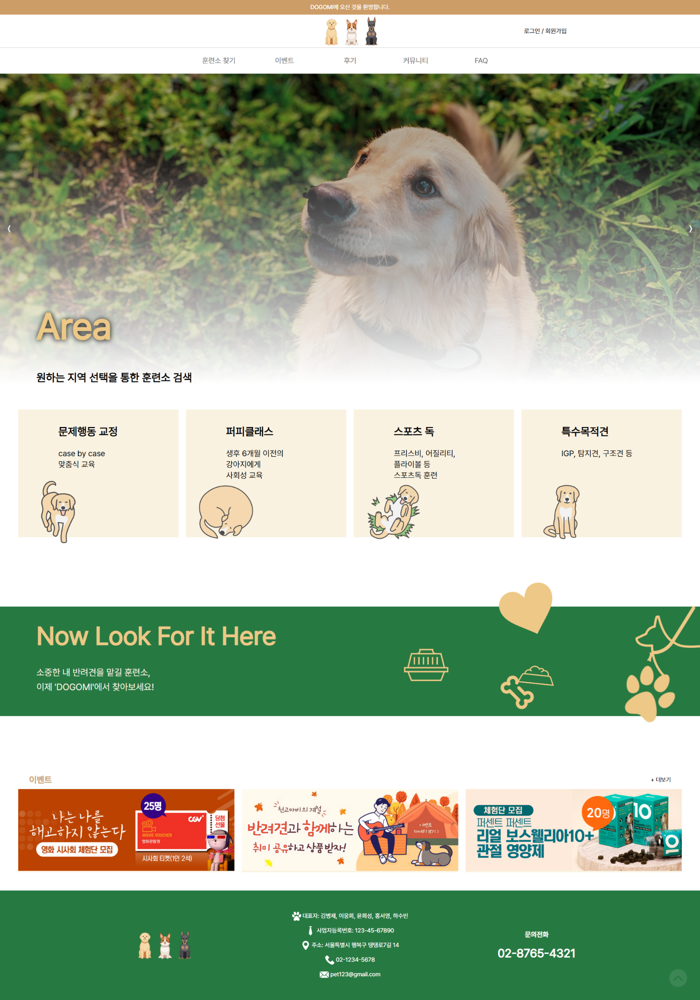 DOGOMI에 오신 것을 환영합니다.
로그인 / 회원가입
훈련소 찾기
이벤트
후기
커뮤니티
FAQ
Area
원하는 지역 선택을 통한 훈련소 검색
문제행동 교정
case by case
맞춤식 교육
퍼피클래스
생후 6개월 이전의
강아지에게
사회성 교육
스포츠 독
프리스비, 어질리티,
플라이볼 등
스포츠독 훈련
특수목적견
IGP, 탐지견, 구조견 등
Now Look For It Here
소중한 내 반려견을 맡길 훈련소,
이제 'DOGOMI'에서 찾아보세요!
이벤트
+ 더보기
나는 나를
해고하지 않는다
영화 시사회 체험단 모집
25명
CGV
당첨
선물
MOVIE VOUCHER
영화관람권
시사회 티켓(1인 2석)
천고마비의 계절
반려견과 함께하는
취미 공유하고 상품받자!
이벤트
자세히 보기 >
체험단 모집
퍼센트 퍼센트
리얼 보스웰리아10+
관절 영양제
20명
10+
10
대표자: 김병제, 이웅희, 윤희성, 홍서영, 하수빈
사업자등록번호: 123-45-67890
주소: 서울특별시 행복구 댕댕로7길 14
02-1234-5678
pet123@gmail.com
문의전화
02-8765-4321